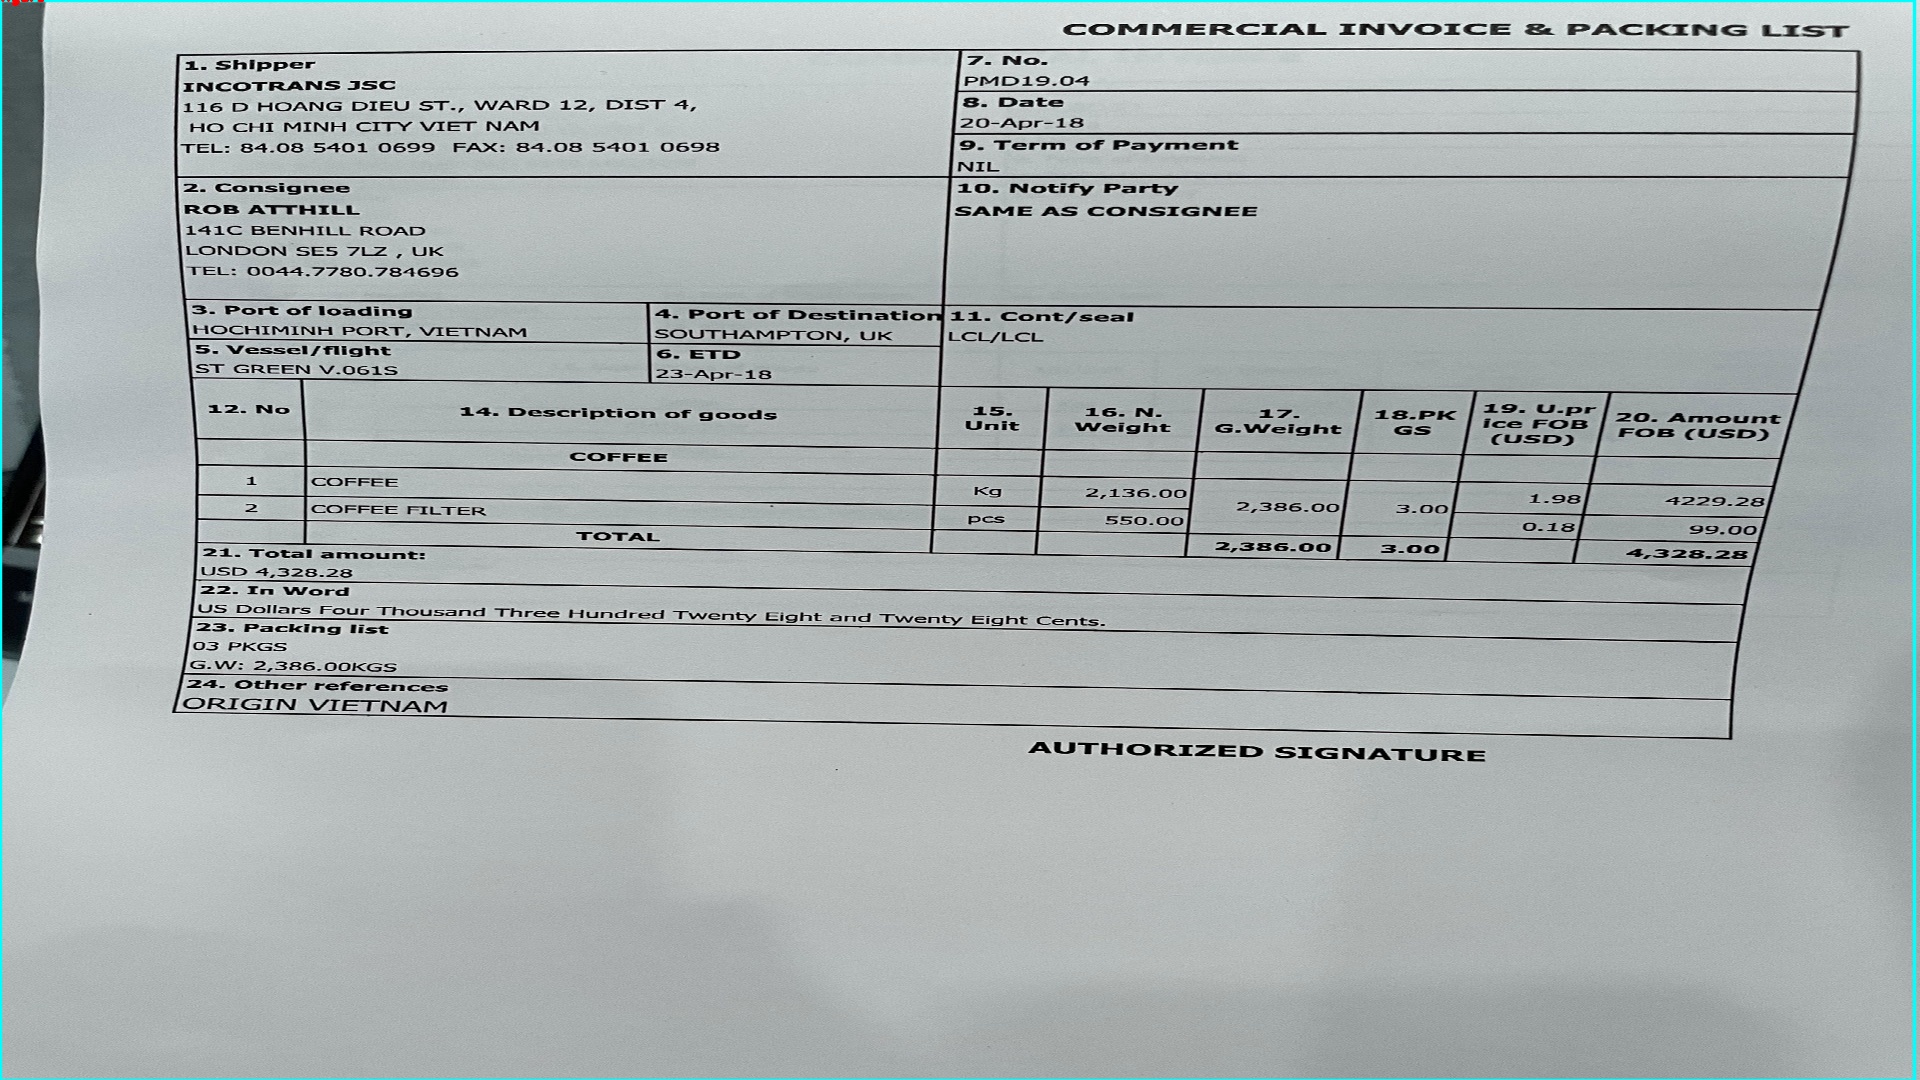 COMMERCIAL INVOICE & PACKING LIST
1. Shipper
INCOTRANS JSC
116 D HOANG DIEU ST., WARD 12, DIST 4,
HO CHI MINH CITY VIET NAM
TEL: 84.08 5401 0699 FAX: 84.08 5401 0698
7. No.
PMD19.04
8. Date
20-Apr-18
9. Term of Payment
NIL
2. Consignee
ROB ATTHILL
141C BENHILL ROAD
LONDON SE5 7LZ , UK
TEL: 0044.7780.784696
10. Notify Party
SAME AS CONSIGNEE
3. Port of loading
HOCHIMINH PORT, VIETNAM
4. Port of Destination
SOUTHAMPTON, UK
11. Cont/seal
LCL/LCL
5. Vessel/flight
ST GREEN V.061S
6. ETD
23-Apr-18
12. No
14. Description of goods
15.
Unit
16. N.
Weight
17.
G.Weight
18.PK
GS
19. U.pr
ice FOB
(USD)
20. Amount
FOB (USD)
COFFEE
1 COFFEE Kg 2,136.00 2,386.00 3.00 1.98 4229.28
2 COFFEE FILTER pcs 550.00 0.18 99.00
TOTAL 2,386.00 3.00 4,328.28
21. Total amount:
USD 4,328.28
22. In Word
US Dollars Four Thousand Three Hundred Twenty Eight and Twenty Eight Cents.
23. Packing list
03 PKGS
G.W: 2,386.00KGS
24. Other references
ORIGIN VIETNAM
AUTHORIZED SIGNATURE